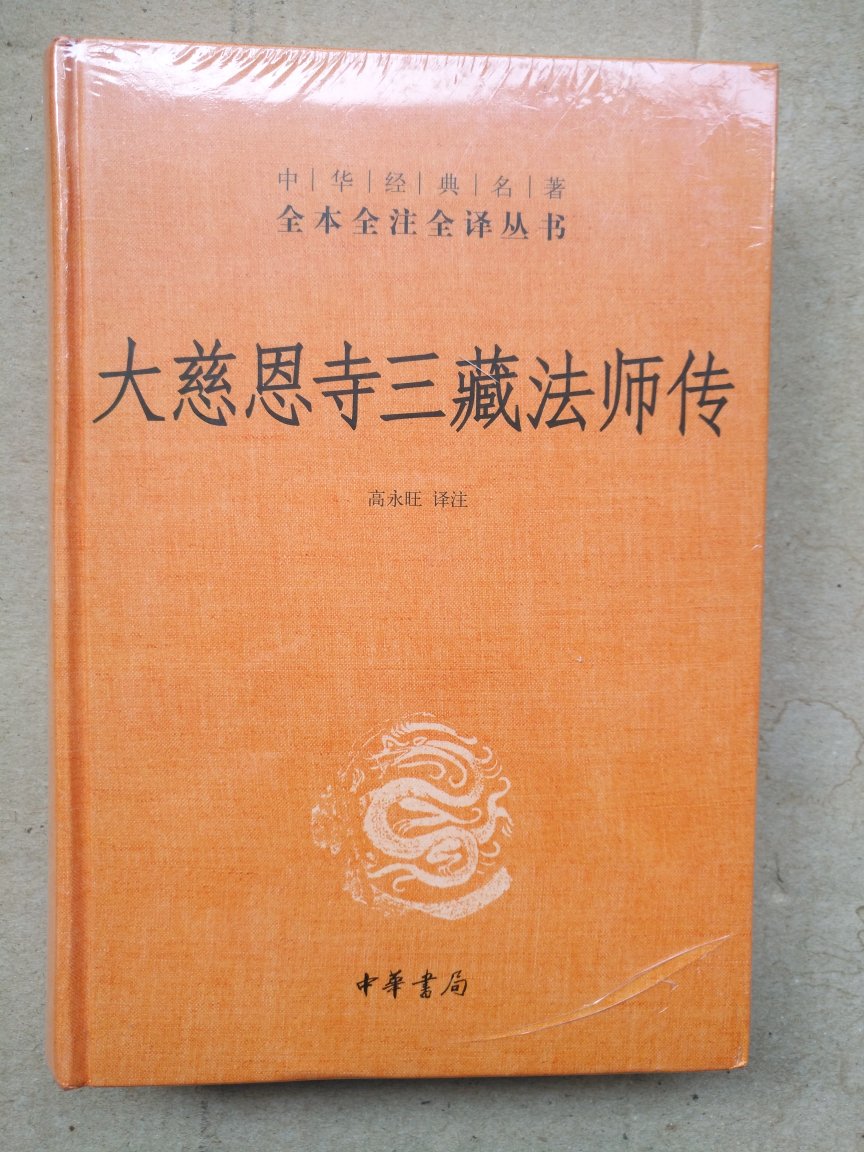 中|华|经|典|名|著
全本全注全译丛书
大慈恩寺三藏法师传
高永旺 译注
中華書局